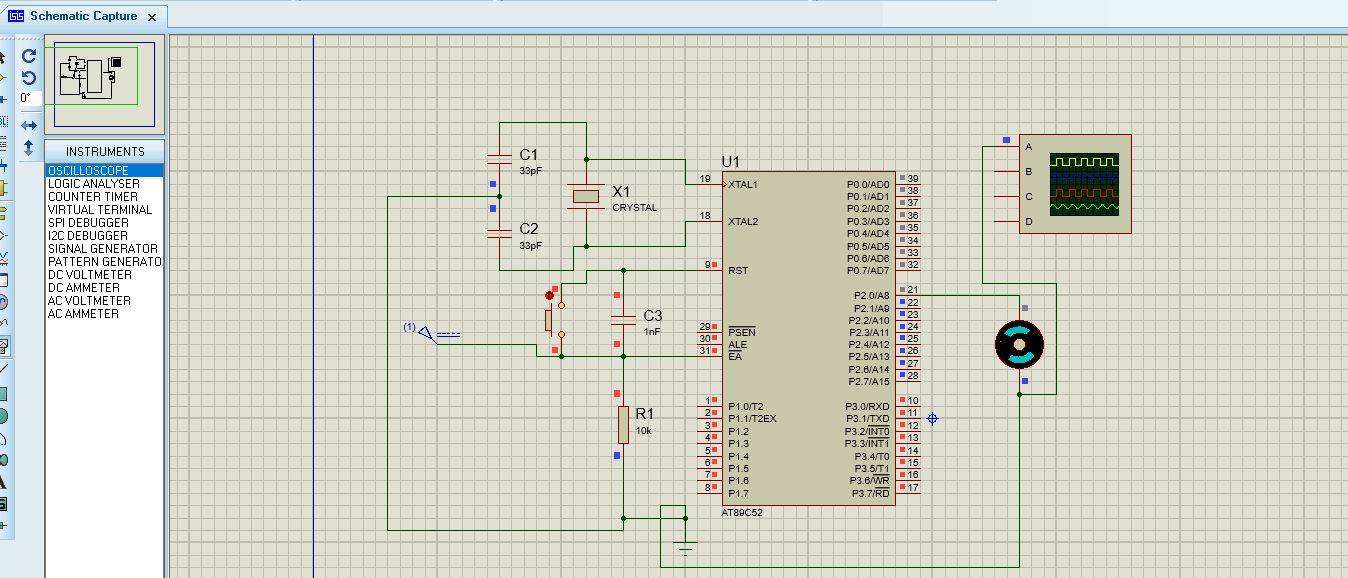 ISIS Schematic Capture ×
0°
INSTRUMENTS
OSCILLOSCOPE
LOGIC ANALYSER
COUNTER TIMER
VIRTUAL TERMINAL
SPI DEBUGGER
I2C DEBUGGER
SIGNAL GENERATOR
PATTERN GENERATO
DC VOLTMETER
DC AMMETER
AC VOLTMETER
AC AMMETER
C1
33pF
C2
33pF
X1
CRYSTAL
(1)
C3
1nF
R1
10k
U1
19 XTAL1
18 XTAL2
9 RST
29 PSEN
30 ALE
31 EA
1 P1.0/T2
2 P1.1/T2EX
3 P1.2
4 P1.3
5 P1.4
6 P1.5
7 P1.6
8 P1.7
P0.0/AD0 39
P0.1/AD1 38
P0.2/AD2 37
P0.3/AD3 36
P0.4/AD4 35
P0.5/AD5 34
P0.6/AD6 33
P0.7/AD7 32
P2.0/A8 21
P2.1/A9 22
P2.2/A10 23
P2.3/A11 24
P2.4/A12 25
P2.5/A13 26
P2.6/A14 27
P2.7/A15 28
P3.0/RXD 10
P3.1/TXD 11
P3.2/INT0 12
P3.3/INT1 13
P3.4/T0 14
P3.5/T1 15
P3.6/WR 16
P3.7/RD 17
AT89C52
A
B
C
D